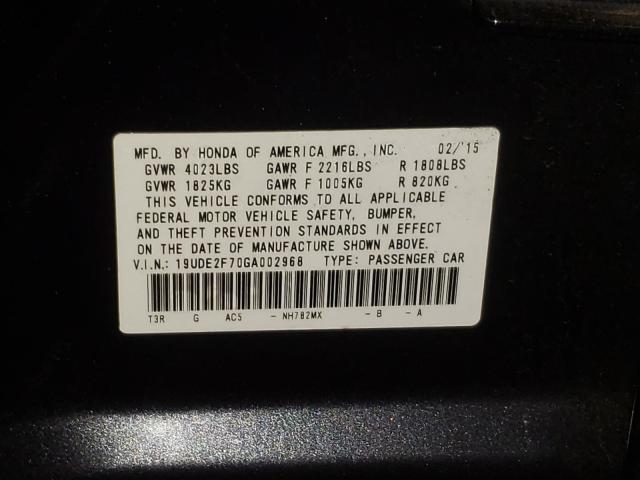 MFD. BY HONDA OF AMERICA MFG., INC. 02/'15
GVWR 4023LBS GAWR F 2216LBS R 1808LBS
GVWR 1825KG GAWR F 1005KG R 820KG
THIS VEHICLE CONFORMS TO ALL APPLICABLE
FEDERAL MOTOR VEHICLE SAFETY, BUMPER,
AND THEFT PREVENTION STANDARDS IN EFFECT
ON THE DATE OF MANUFACTURE SHOWN ABOVE.
V.I.N.: 19UDE2F70GA002968 TYPE: PASSENGER CAR
T3R G AC5 - NH782MX - B - A